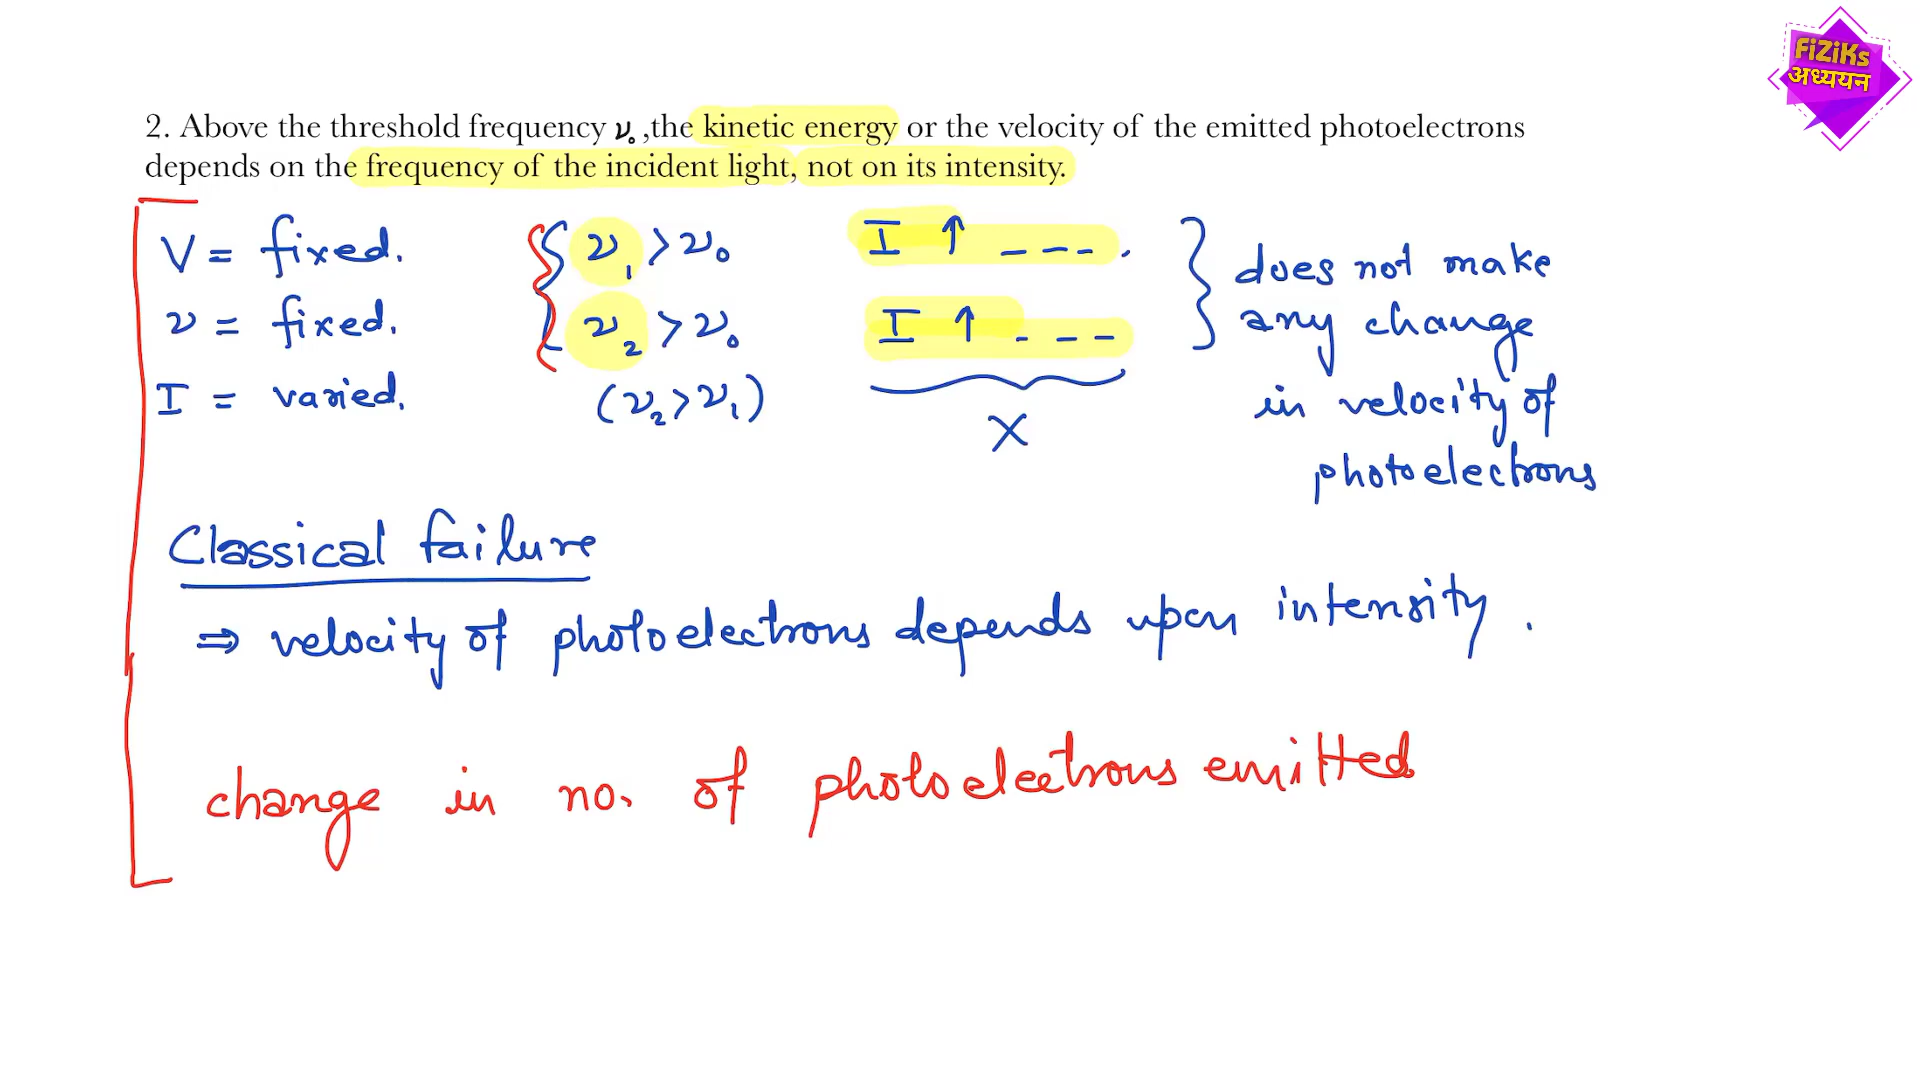 FiZiKs
अध्ययन
2. Above the threshold frequency ν₀ ,the kinetic energy or the velocity of the emitted photoelectrons
depends on the frequency of the incident light, not on its intensity.
V = fixed. ν₁ > ν₀ I ↑ _ _ _ _ .
ν = fixed. ν₂ > ν₀ I ↑ _ _ _
I = varied. (ν₂ > ν₁) X
does not make
any change
in velocity of
photoelectrons
Classical failure
⇒ velocity of photoelectrons depends upon intensity.
change in no. of photoelectrons emitted